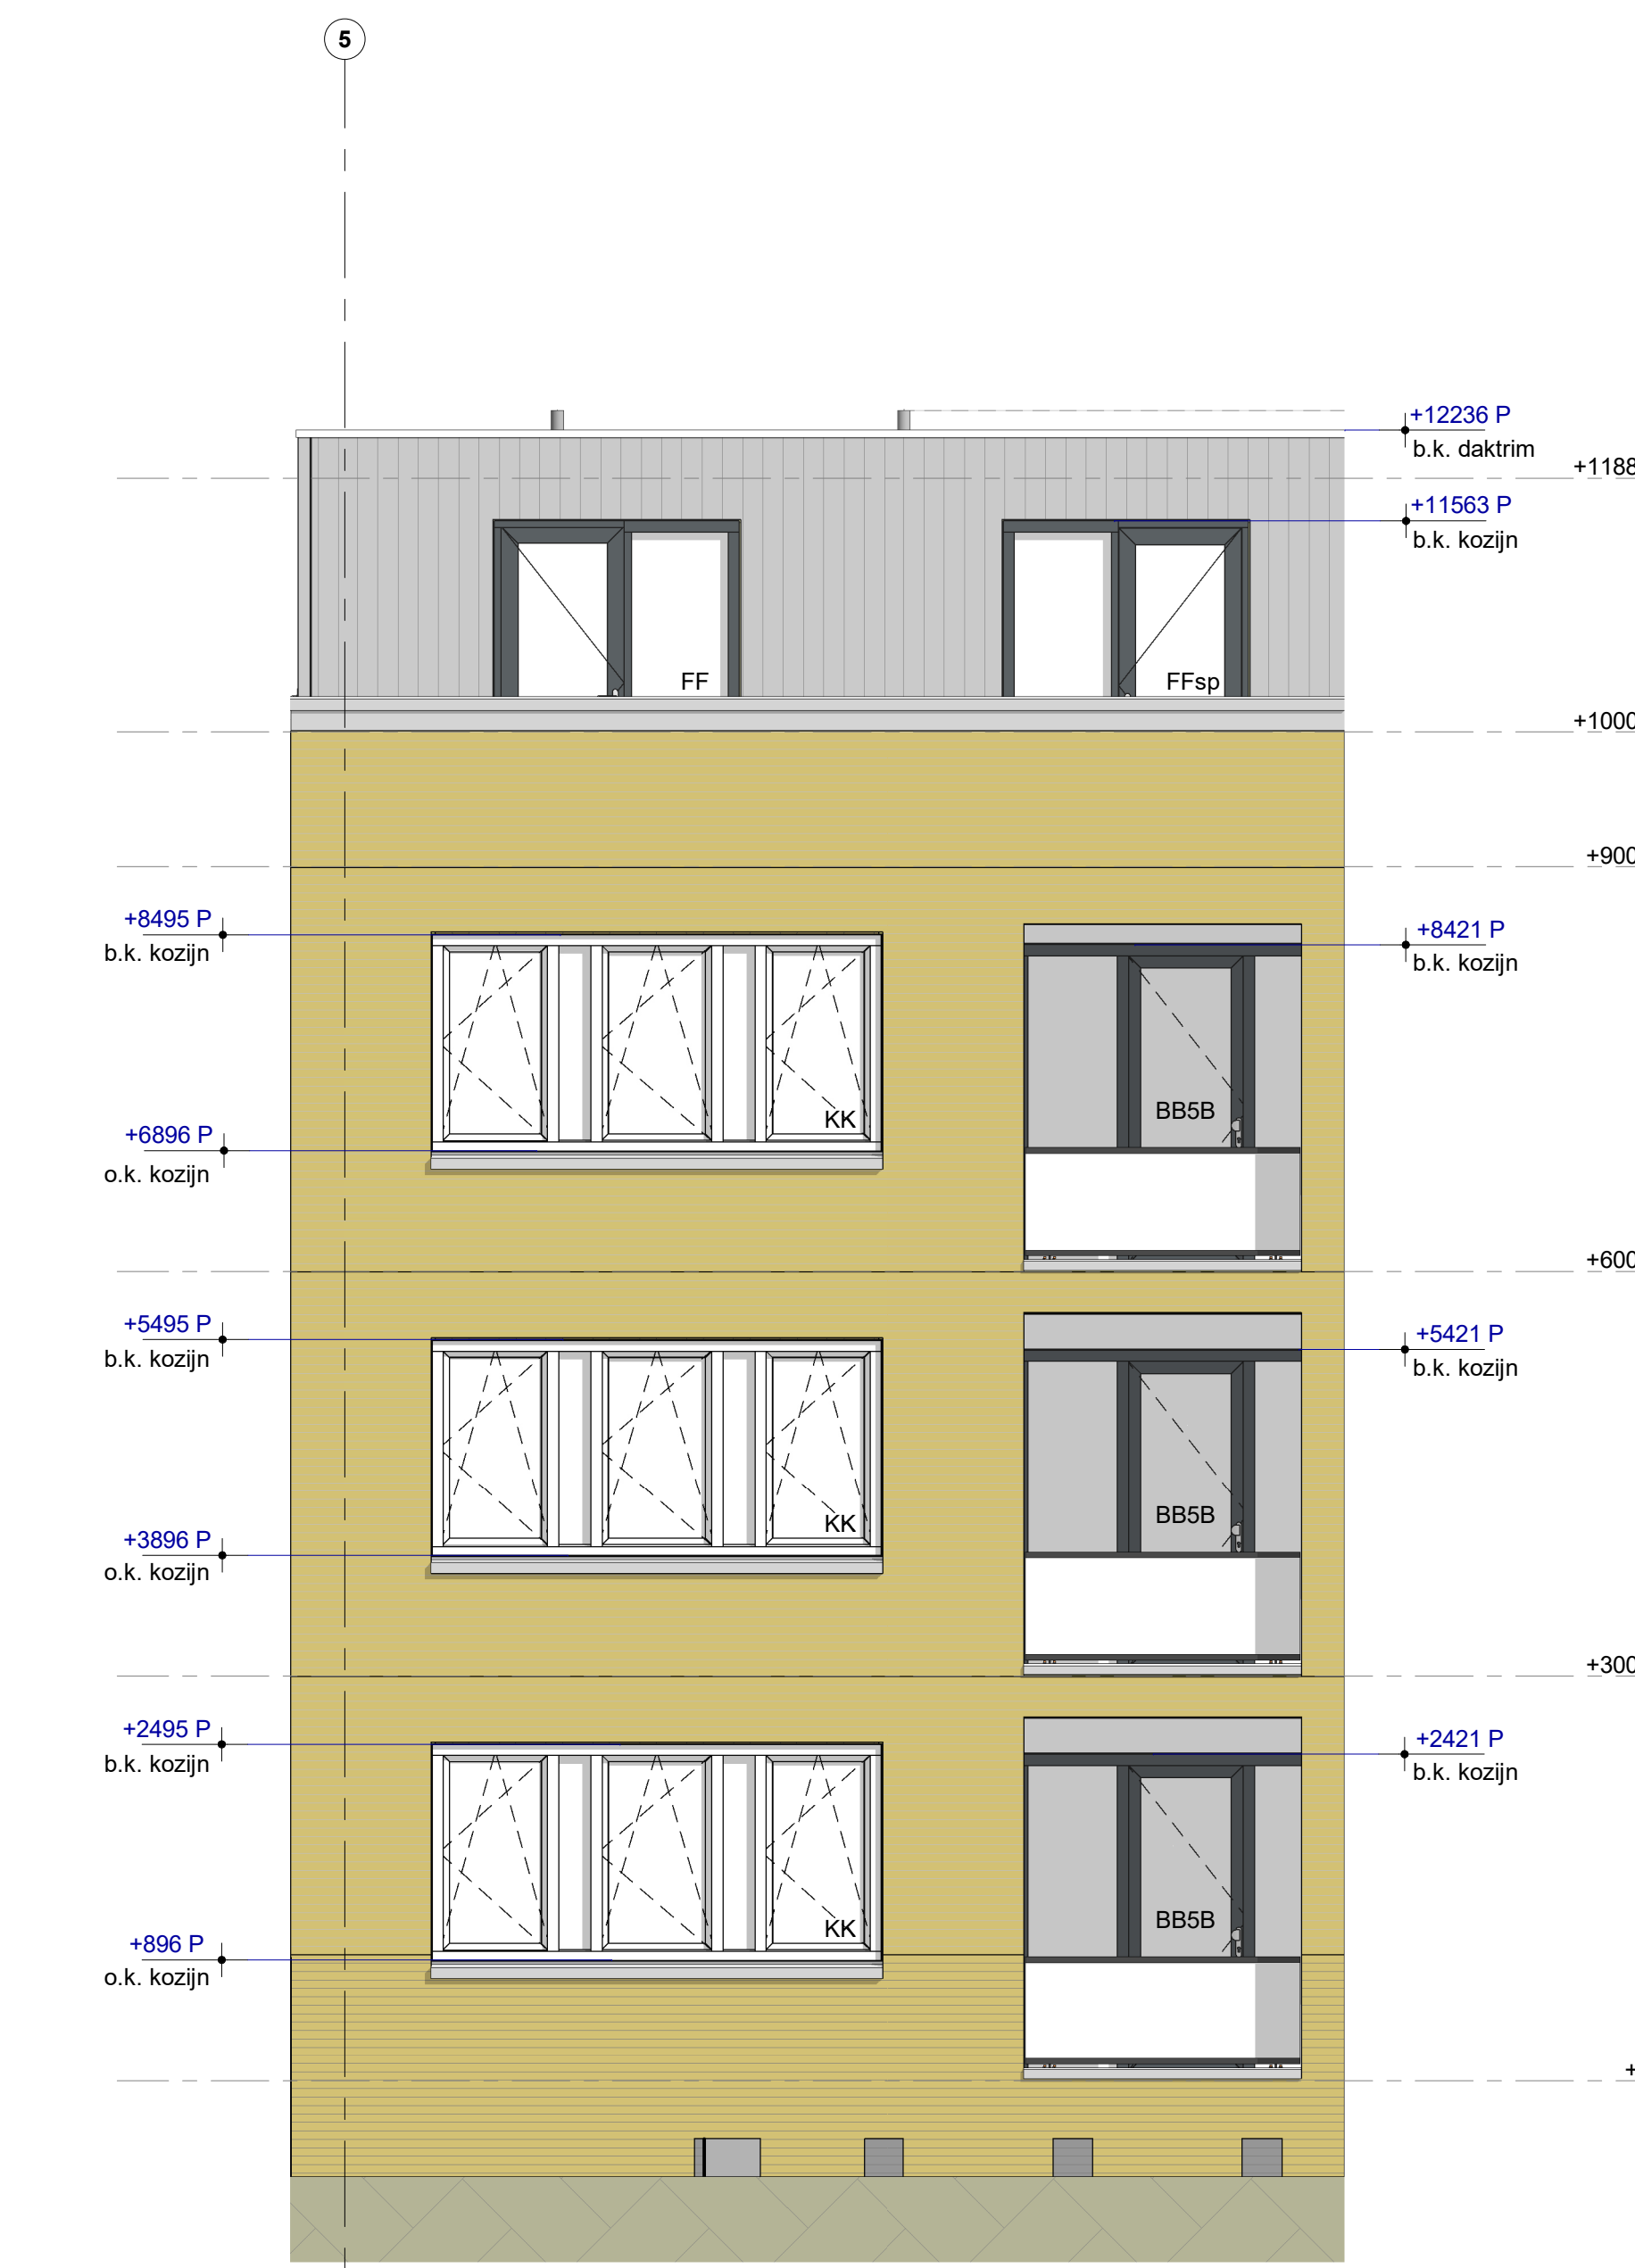 5
+12236 P
b.k. daktrim
+1188
+11563 P
b.k. kozijn
FF
FFsp
+1000
+900
+8495 P
b.k. kozijn
+8421 P
b.k. kozijn
KK
BB5B
+6896 P
o.k. kozijn
+600
+5495 P
b.k. kozijn
+5421 P
b.k. kozijn
KK
BB5B
+3896 P
o.k. kozijn
+300
+2495 P
b.k. kozijn
+2421 P
b.k. kozijn
KK
BB5B
+896 P
o.k. kozijn
+